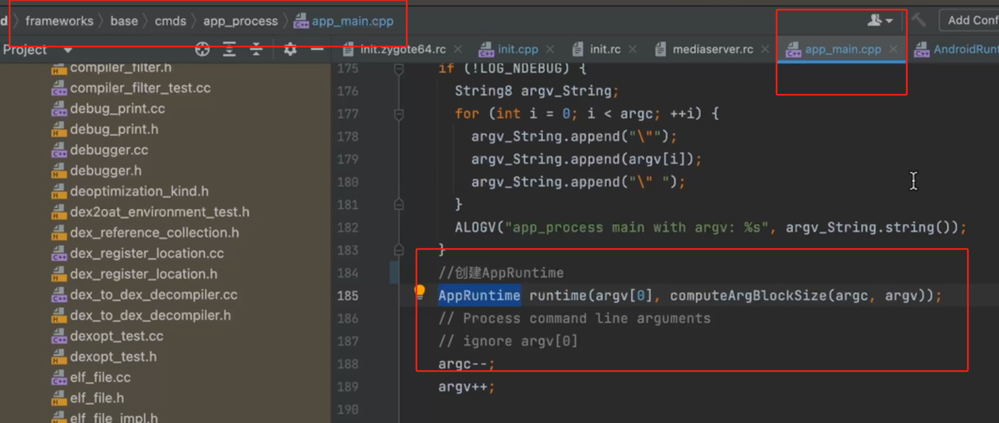 d frameworks base cmds app_process app_main.cpp
Add Conf
Project
init.zygote64.rc init.cpp init.rc mediaserver.rc app_main.cpp AndroidRunt
compiler_filter.h
compiler_filter_test.cc
debug_print.cc
debug_print.h
debugger.cc
debugger.h
deoptimization_kind.h
dex2oat_environment_test.h
dex_reference_collection.h
dex_register_location.cc
dex_register_location.h
dex_to_dex_decompiler.cc
dex_to_dex_decompiler.h
dexopt_test.cc
dexopt_test.h
elf_file.cc
elf_file.h
elf_file_impl.h
175 if (!LOG_NDEBUG) {
176 String8 argv_String;
177 for (int i = 0; i < argc; ++i) {
178 argv_String.append("\"");
179 argv_String.append(argv[i]);
180 argv_String.append("\" ");
181 }
182 ALOGV("app_process main with argv: %s", argv_String.string());
183 }
184 //创建AppRuntime
185 AppRuntime runtime(argv[0], computeArgBlockSize(argc, argv));
186 // Process command line arguments
187 // ignore argv[0]
188 argc--;
189 argv++;
190